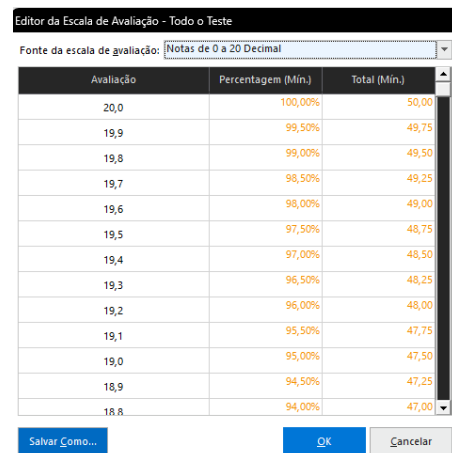 Editor da Escala de Avaliação - Todo o Teste
Fonte da escala de avaliação: Notas de 0 a 20 Decimal
Avaliação Percentagem (Mín.) Total (Mín.)
20,0 100,00% 50,00
19,9 99,50% 49,75
19,8 99,00% 49,50
19,7 98,50% 49,25
19,6 98,00% 49,00
19,5 97,50% 48,75
19,4 97,00% 48,50
19,3 96,50% 48,25
19,2 96,00% 48,00
19,1 95,50% 47,75
19,0 95,00% 47,50
18,9 94,50% 47,25
18,8 94,00% 47,00
Salvar Como... OK Cancelar